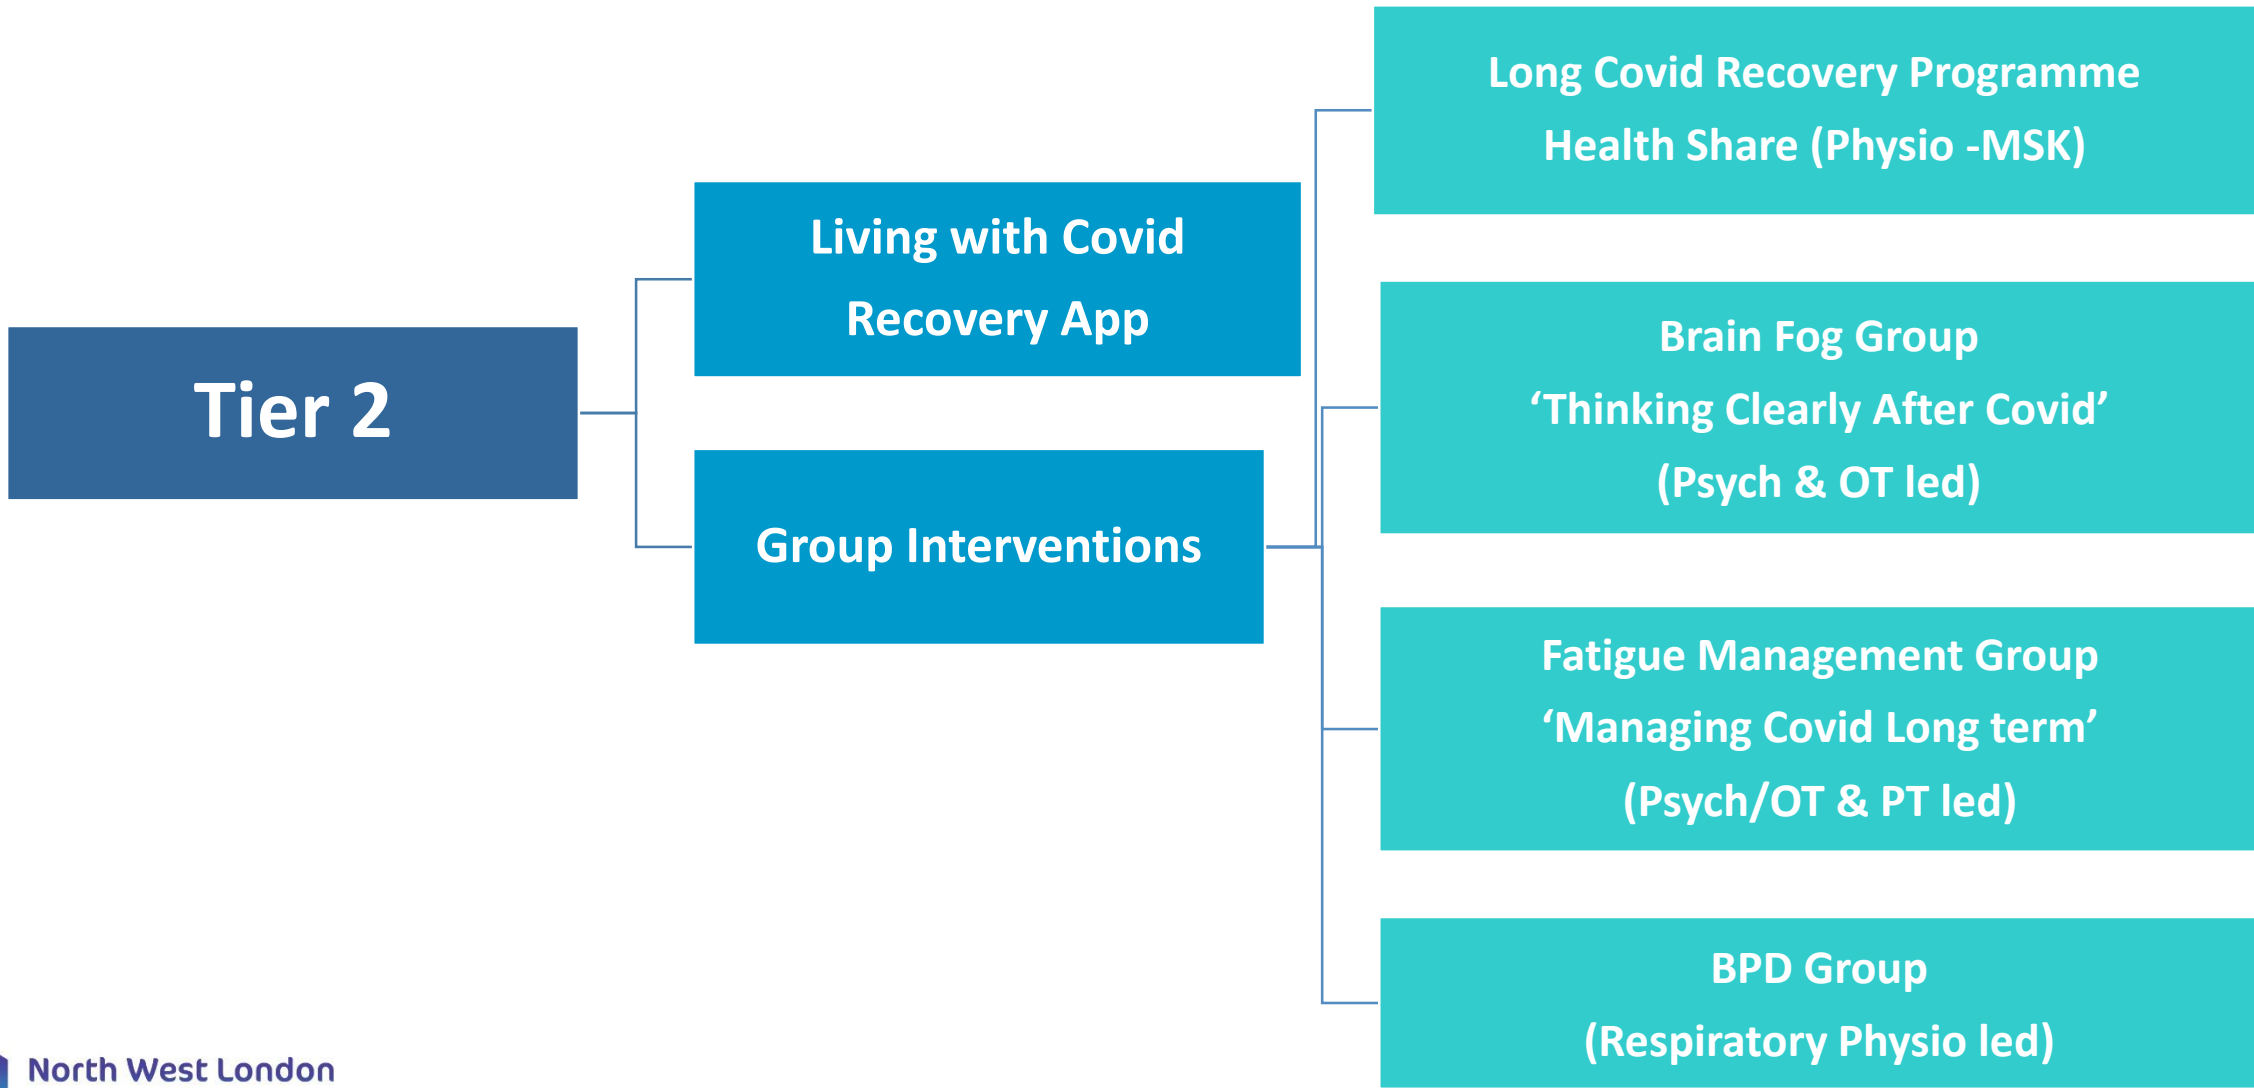 Tier 2
Living with Covid
Recovery App
Group Interventions
Long Covid Recovery Programme
Health Share (Physio -MSK)
Brain Fog Group
‘Thinking Clearly After Covid’
(Psych & OT led)
Fatigue Management Group
‘Managing Covid Long term’
(Psych/OT & PT led)
BPD Group
(Respiratory Physio led)
North West London